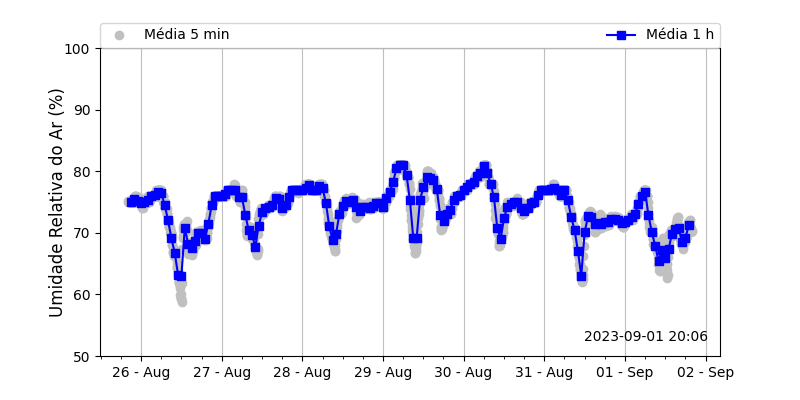 Média 5 min
Média 1 h
Umidade Relativa do Ar (%)
100
90
80
70
60
50
2023-09-01 20:06
26 - Aug
27 - Aug
28 - Aug
29 - Aug
30 - Aug
31 - Aug
01 - Sep
02 - Sep